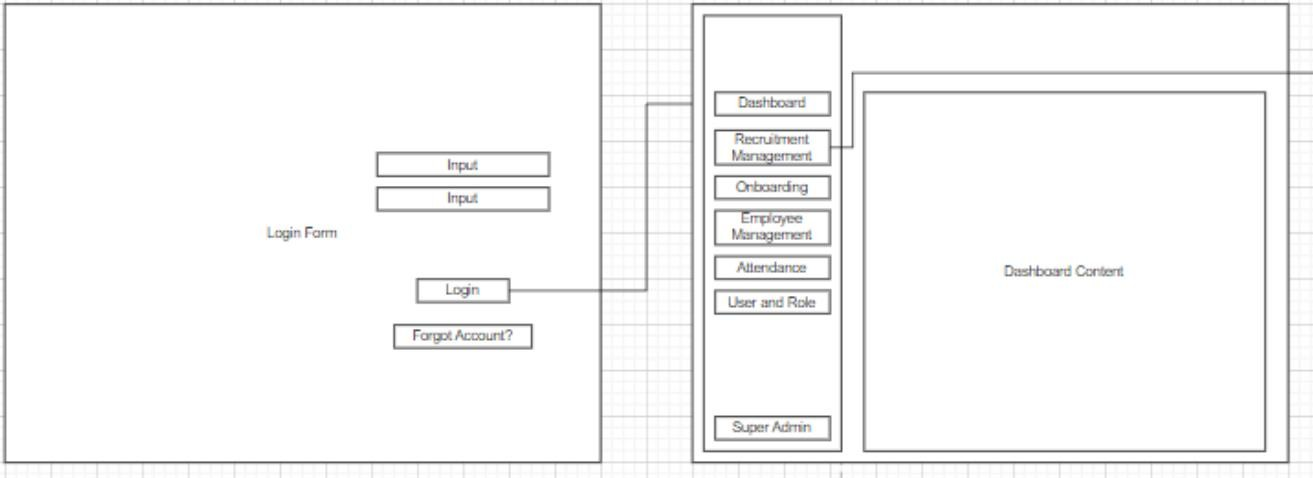 Input
Input
Login Form
Login
Forgot Account?
Dashboard
Recruitment
Management
Onboarding
Employee
Management
Attendance
User and Role
Super Admin
Dashboard Content